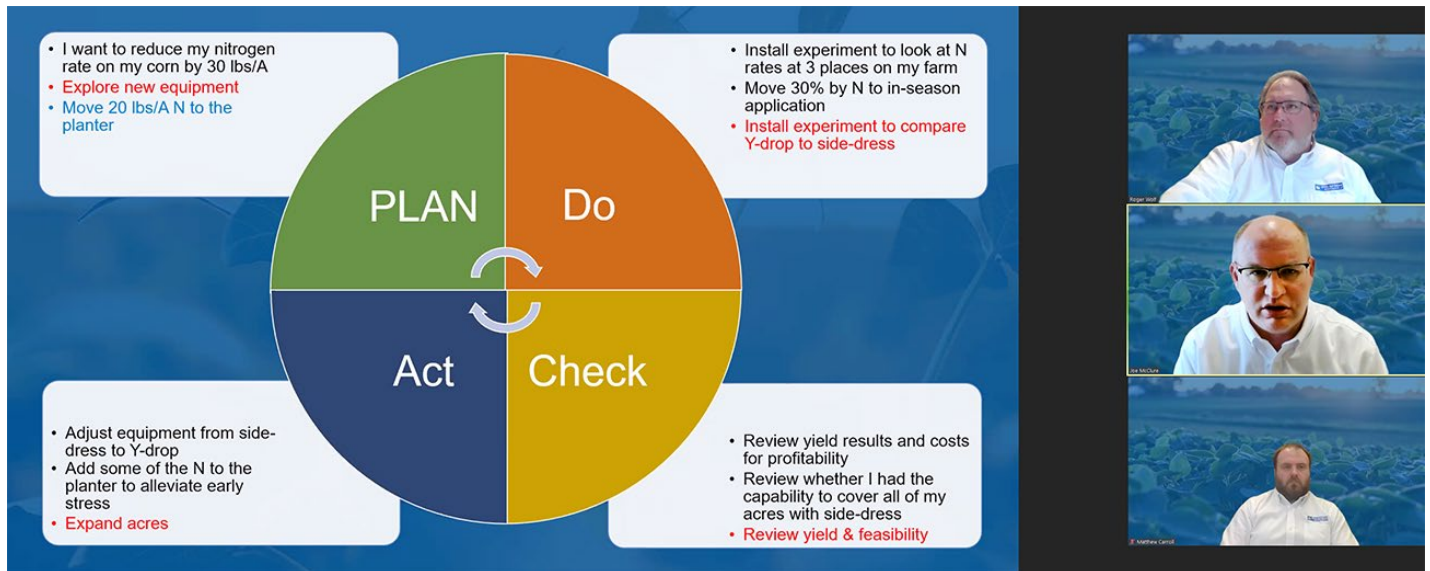 • I want to reduce my nitrogen
rate on my corn by 30 lbs/A
• Explore new equipment
• Move 20 lbs/A N to the
planter
• Install experiment to look at N
rates at 3 places on my farm
• Move 30% by N to in-season
application
• Install experiment to compare
Y-drop to side-dress
PLAN
Do
Act
Check
• Adjust equipment from side-
dress to Y-drop
• Add some of the N to the
planter to alleviate early
stress
• Expand acres
• Review yield results and costs
for profitability
• Review whether I had the
capability to cover all of my
acres with side-dress
• Review yield & feasibility
Roger Wolf
Joe McClure
Matthew Carroll